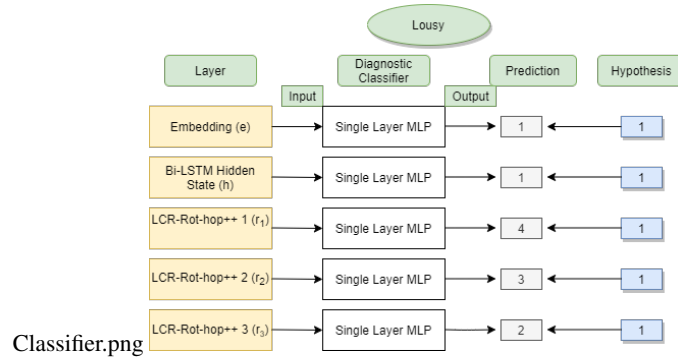 Lousy
Layer
Diagnostic
Classifier
Prediction
Hypothesis
Input
Output
Embedding (e)
Single Layer MLP
1
1
Bi-LSTM Hidden
State (h)
Single Layer MLP
1
1
LCR-Rot-hop++ 1 (r₁)
Single Layer MLP
4
1
LCR-Rot-hop++ 2 (r₂)
Single Layer MLP
3
1
LCR-Rot-hop++ 3 (r₃)
Single Layer MLP
2
1
Classifier.png